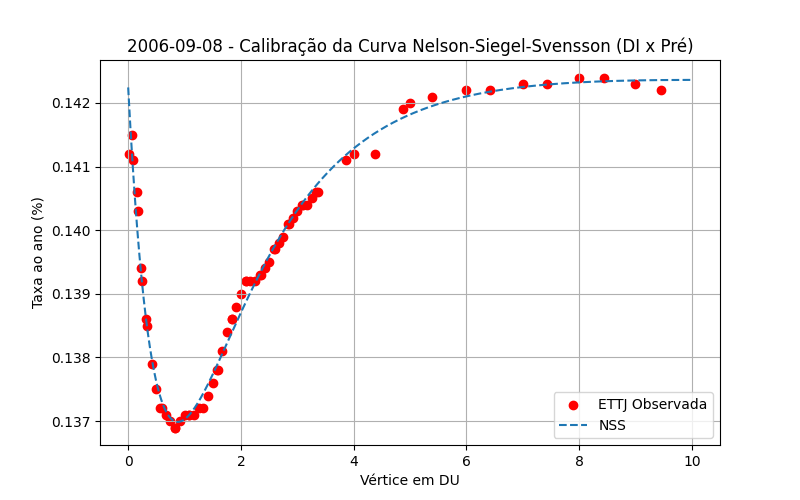 2006-09-08 - Calibração da Curva Nelson-Siegel-Svensson (DI x Pré)
Taxa ao ano (%)
0.142
0.141
0.140
0.139
0.138
0.137
ETTJ Observada
NSS
0 2 4 6 8 10
Vértice em DU